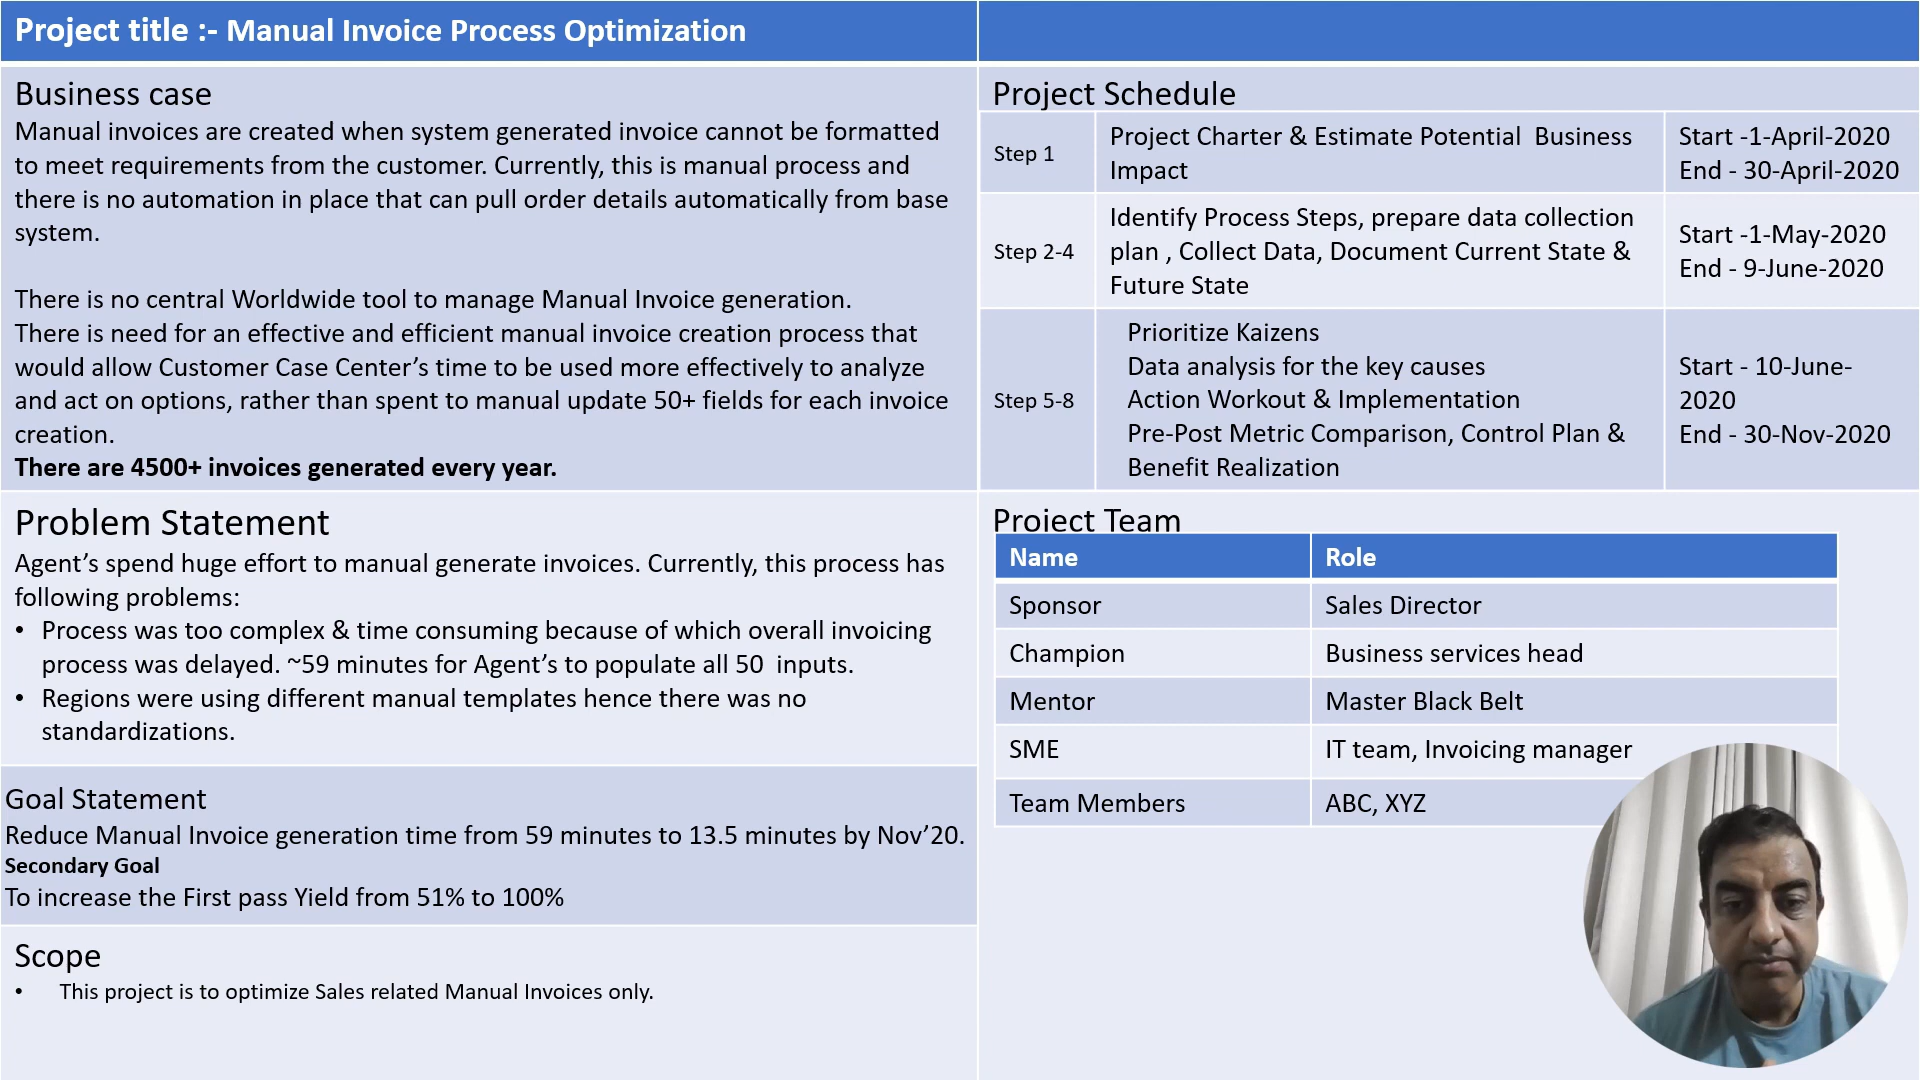 Project title :- Manual Invoice Process Optimization
Business case
Manual invoices are created when system generated invoice cannot be formatted
to meet requirements from the customer. Currently, this is manual process and
there is no automation in place that can pull order details automatically from base
system.
There is no central Worldwide tool to manage Manual Invoice generation.
There is need for an effective and efficient manual invoice creation process that
would allow Customer Case Center’s time to be used more effectively to analyze
and act on options, rather than spent to manual update 50+ fields for each invoice
creation.
There are 4500+ invoices generated every year.
Problem Statement
Agent’s spend huge effort to manual generate invoices. Currently, this process has
following problems:
• Process was too complex & time consuming because of which overall invoicing
process was delayed. ~59 minutes for Agent’s to populate all 50 inputs.
• Regions were using different manual templates hence there was no
standardizations.
Goal Statement
Reduce Manual Invoice generation time from 59 minutes to 13.5 minutes by Nov’20.
Secondary Goal
To increase the First pass Yield from 51% to 100%
Scope
• This project is to optimize Sales related Manual Invoices only.
Project Schedule
Step 1
Project Charter & Estimate Potential Business
Impact
Start -1-April-2020
End - 30-April-2020
Step 2-4
Identify Process Steps, prepare data collection
plan , Collect Data, Document Current State &
Future State
Start -1-May-2020
End - 9-June-2020
Step 5-8
Prioritize Kaizens
Data analysis for the key causes
Action Workout & Implementation
Pre-Post Metric Comparison, Control Plan &
Benefit Realization
Start - 10-June-
2020
End - 30-Nov-2020
Project Team
Name Role
Sponsor Sales Director
Champion Business services head
Mentor Master Black Belt
SME IT team, Invoicing manager
Team Members ABC, XYZ